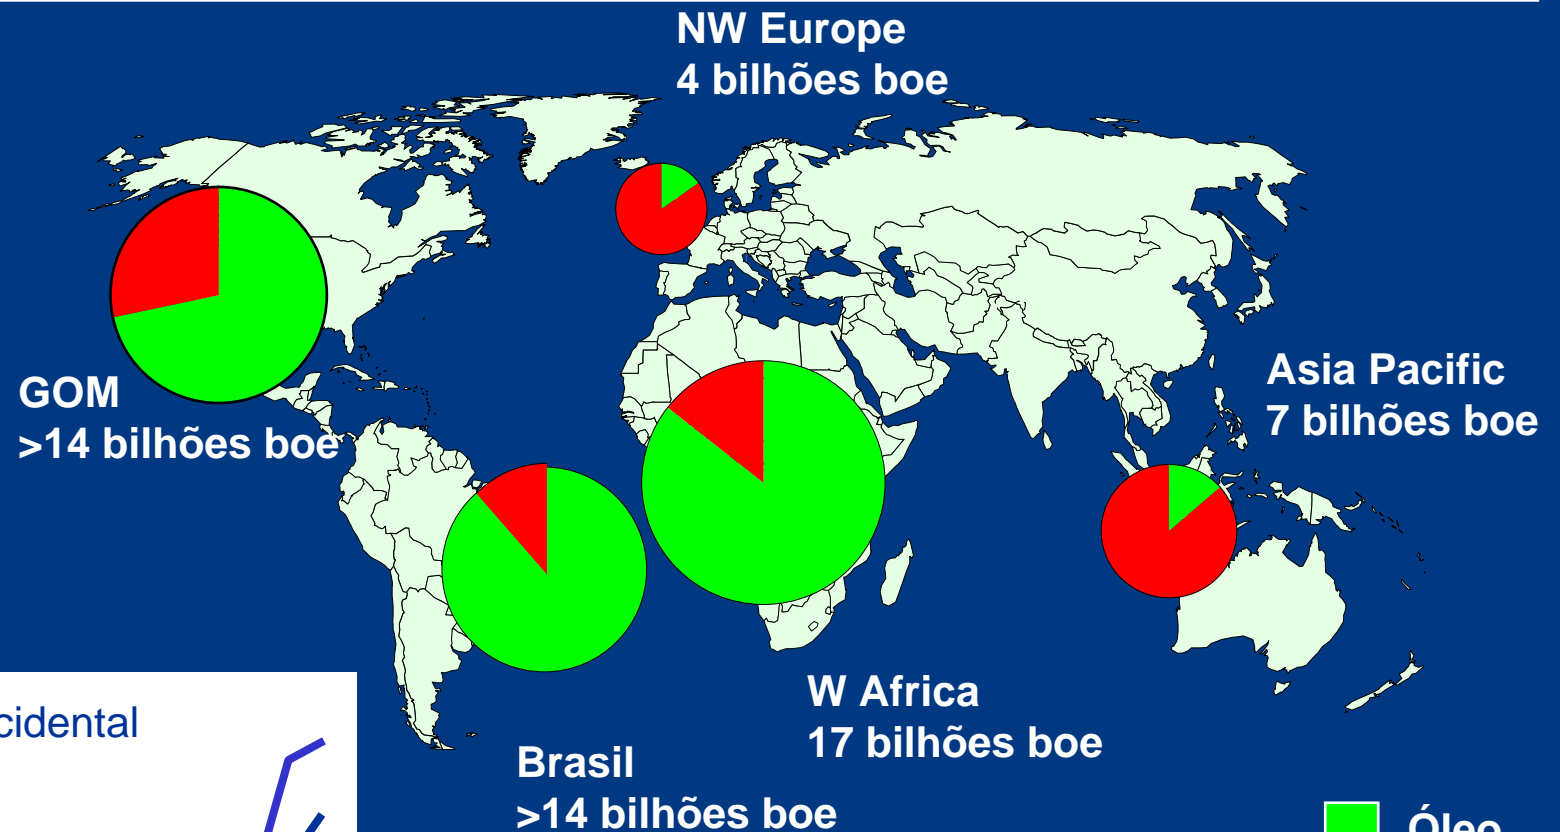 NW Europe
4 bilhões boe
GOM
>14 bilhões boe
Asia Pacific
7 bilhões boe
W Africa
17 bilhões boe
Brasil
>14 bilhões boe
cidental
Óleo